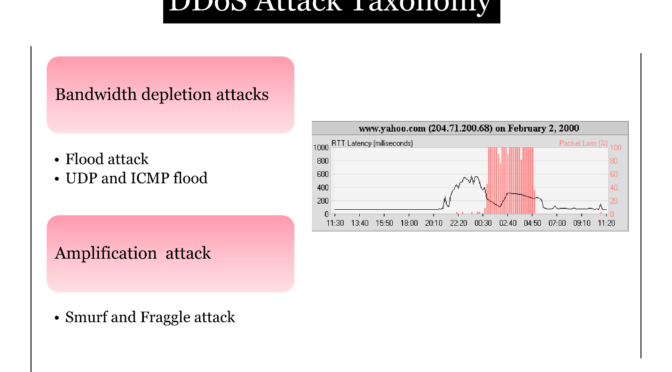 DDoS Attack Taxonomy
Bandwidth depletion attacks
• Flood attack
• UDP and ICMP flood
Amplification  attack
• Smurf and Fraggle attack
www.yahoo.com (204.71.200.68) on February 2, 2000
RTT Latency (miliseconds) Packet Loss (%)
1000 100
800 80
600 60
400 40
200 20
0 0
11:30 13:40 15:50 18:00 20:10 22:20 00:30 02:40 04:50 07:00 09:10 11:20